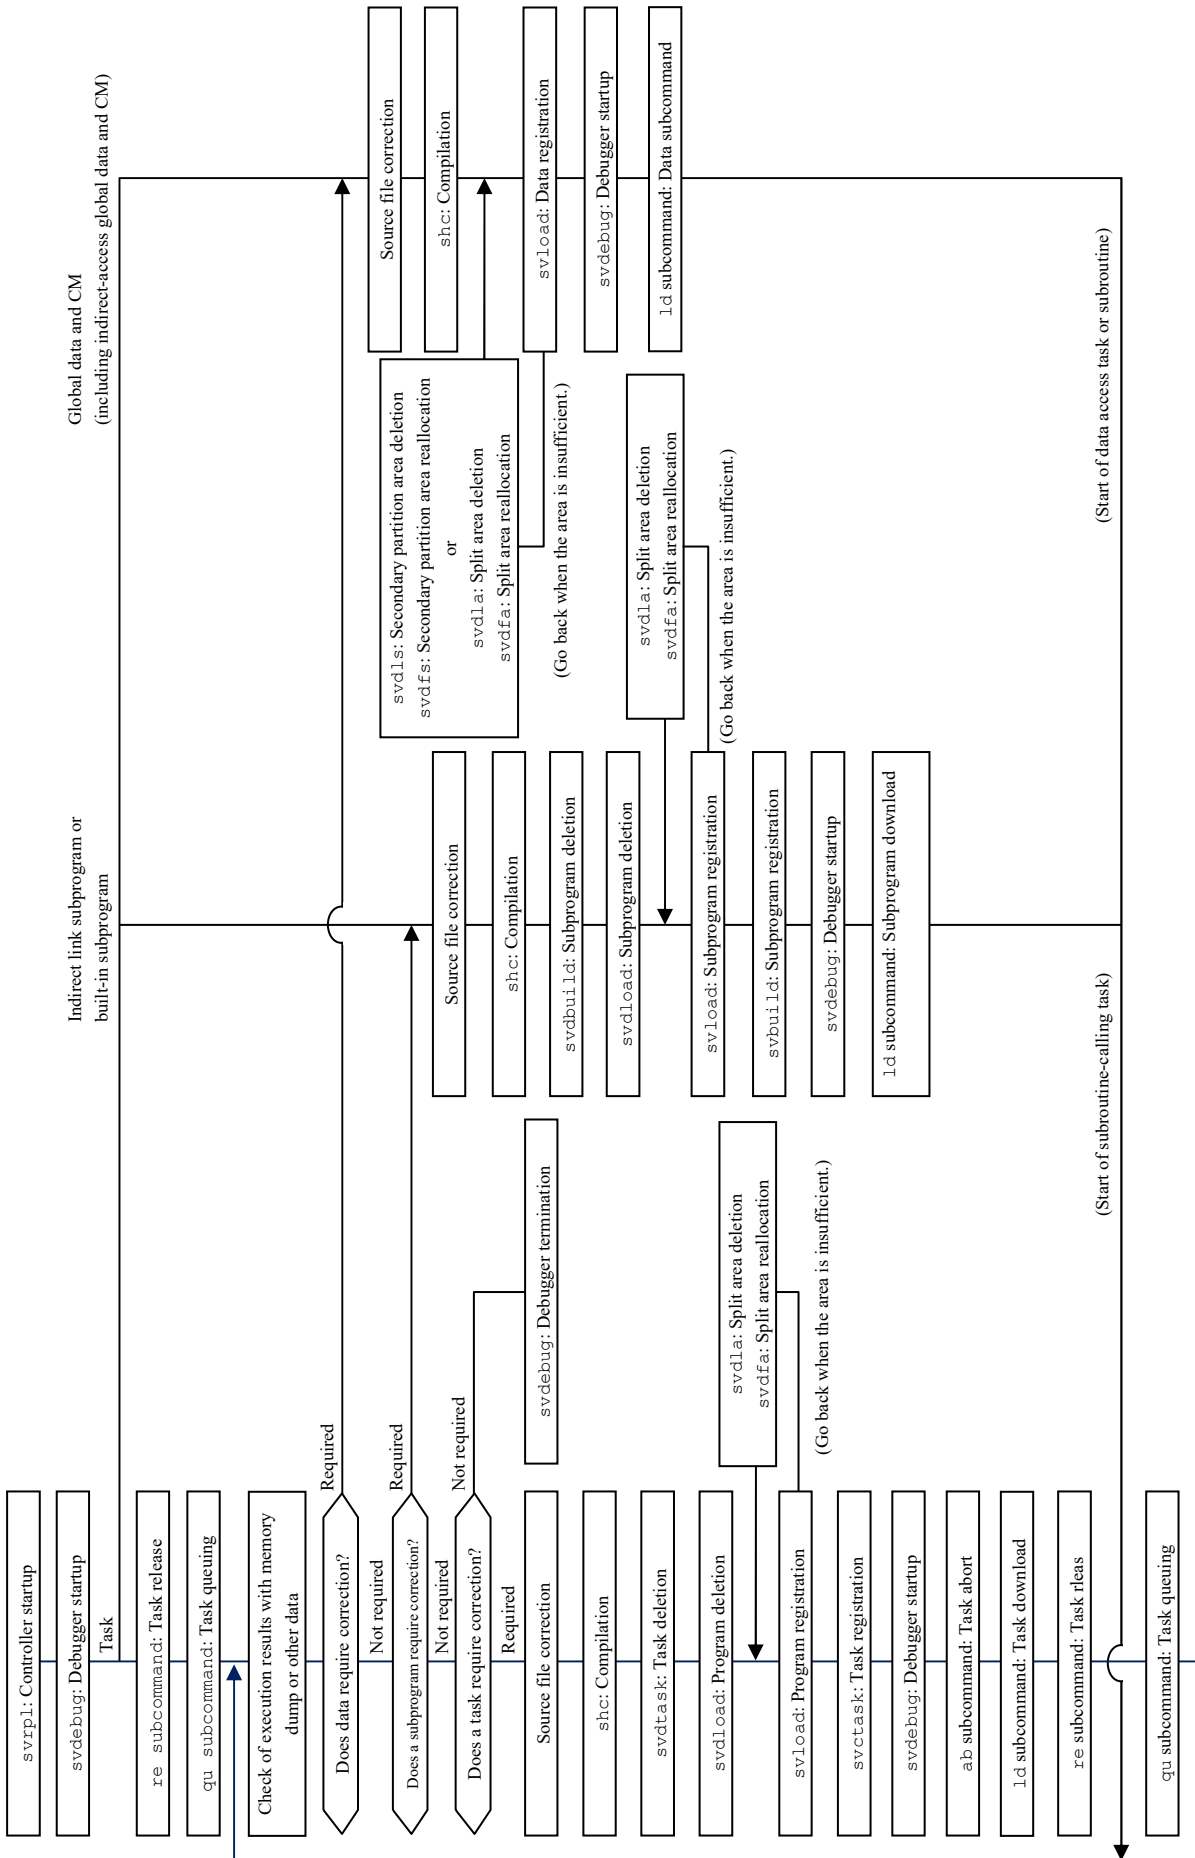 svrpl: Controller startup
svdebug: Debugger startup
Task
re subcommand: Task release
qu subcommand: Task queuing
Check of execution results with memory
dump or other data
Does data require correction?
Required
Not required
Does a subprogram require correction?
Required
Not required
Does a task require correction?
Not required
Required
svdebug: Debugger termination
Source file correction
shc: Compilation
svdtask: Task deletion
svdload: Program deletion
svdla: Split area deletion
svdfa: Split area reallocation
(Go back when the area is insufficient.)
svload: Program registration
svctask: Task registration
svdebug: Debugger startup
ab subcommand: Task abort
ld subcommand: Task download
re subcommand: Task rleas
qu subcommand: Task queuing
Indirect link subprogram or
built-in subprogram
Source file correction
shc: Compilation
svdbuild: Subprogram deletion
svdload: Subprogram deletion
svdla: Split area deletion
svdfa: Split area reallocation
(Go back when the area is insufficient.)
svload: Subprogram registration
svbuild: Subprogram registration
svdebug: Debugger startup
ld subcommand: Subprogram download
(Start of subroutine-calling task)
Global data and CM
(including indirect-access global data and CM)
Source file correction
shc: Compilation
svdls: Secondary partition area deletion
svdfs: Secondary partition area reallocation
or
svdla: Split area deletion
svdfa: Split area reallocation
(Go back when the area is insufficient.)
svload: Data registration
svdebug: Debugger startup
ld subcommand: Data subcommand
(Start of data access task or subroutine)